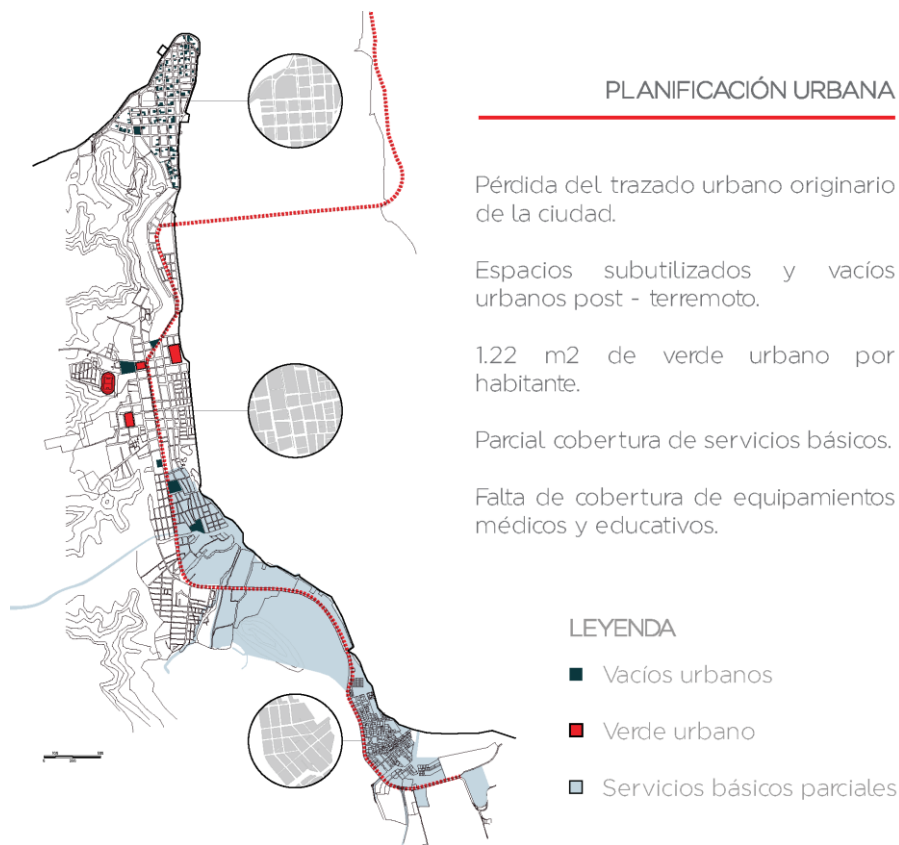 PLANIFICACIÓN URBANA
Pérdida del trazado urbano originario
de la ciudad.
Espacios subutilizados y vacíos
urbanos post - terremoto.
1.22 m2 de verde urbano por
habitante.
Parcial cobertura de servicios básicos.
Falta de cobertura de equipamientos
médicos y educativos.
LEYENDA
Vacíos urbanos
Verde urbano
Servicios básicos parciales